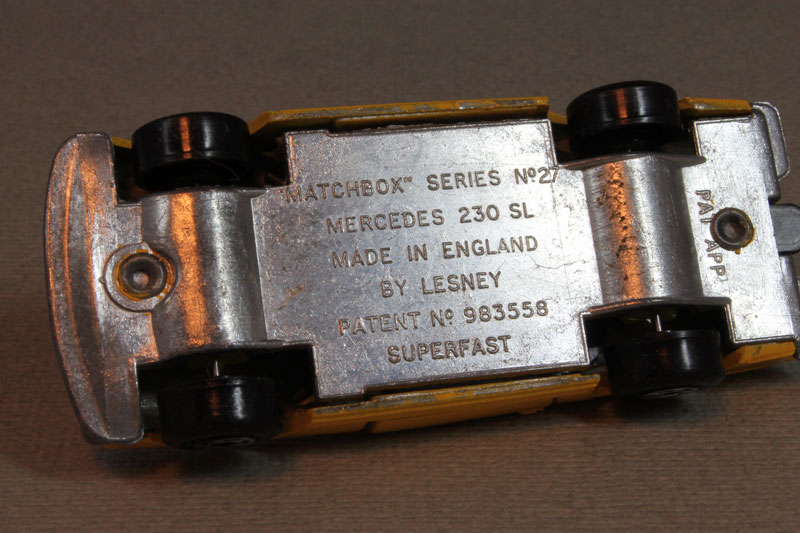 "MATCHBOX" SERIES Nº27
MERCEDES 230 SL
MADE IN ENGLAND
BY LESNEY
PATENT Nº 983558
SUPERFAST
PAT APP